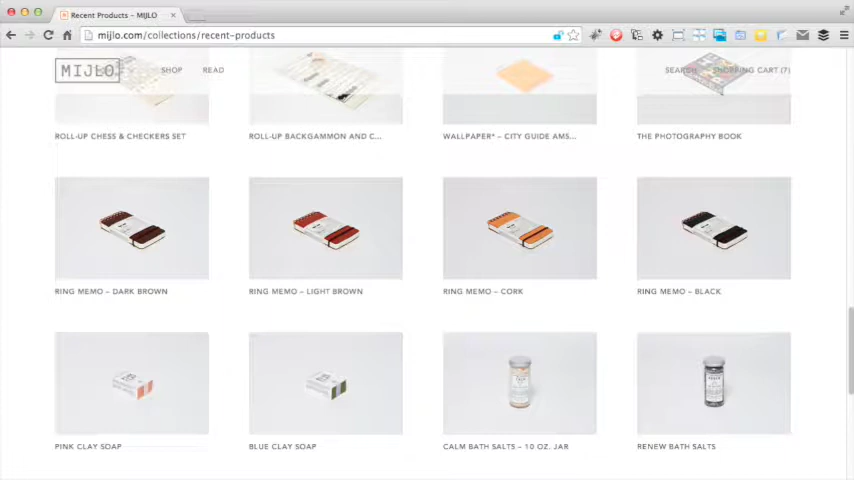 Recent Products – MIJLO
mijlo.com/collections/recent-products
MIJLO SHOP READ SEARCH SHOPPING CART (7)
ROLL-UP CHESS & CHECKERS SET ROLL-UP BACKGAMMON AND C... WALLPAPER* – CITY GUIDE AMS... THE PHOTOGRAPHY BOOK
RING MEMO – DARK BROWN RING MEMO – LIGHT BROWN RING MEMO – CORK RING MEMO – BLACK
PINK CLAY SOAP BLUE CLAY SOAP CALM BATH SALTS – 10 OZ. JAR RENEW BATH SALTS